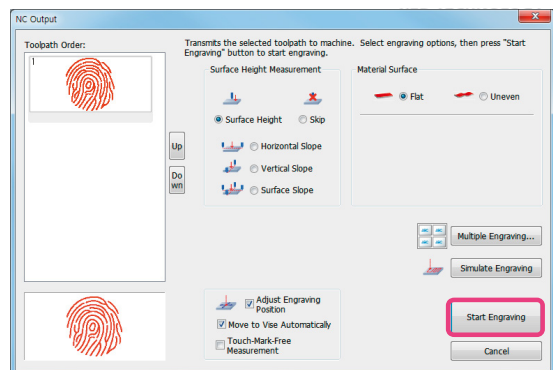 NC Output
Toolpath Order:
1
Up
Do
wn
Transmits the selected toolpath to machine. Select engraving options, then press "Start
Engraving" button to start engraving.
Surface Height Measurement
Surface Height
Skip
Horizontal Slope
Vertical Slope
Surface Slope
Material Surface
Flat
Uneven
Multiple Engraving...
Simulate Engraving
Adjust Engraving
Position
Move to Vise Automatically
Touch-Mark-Free
Measurement
Start Engraving
Cancel